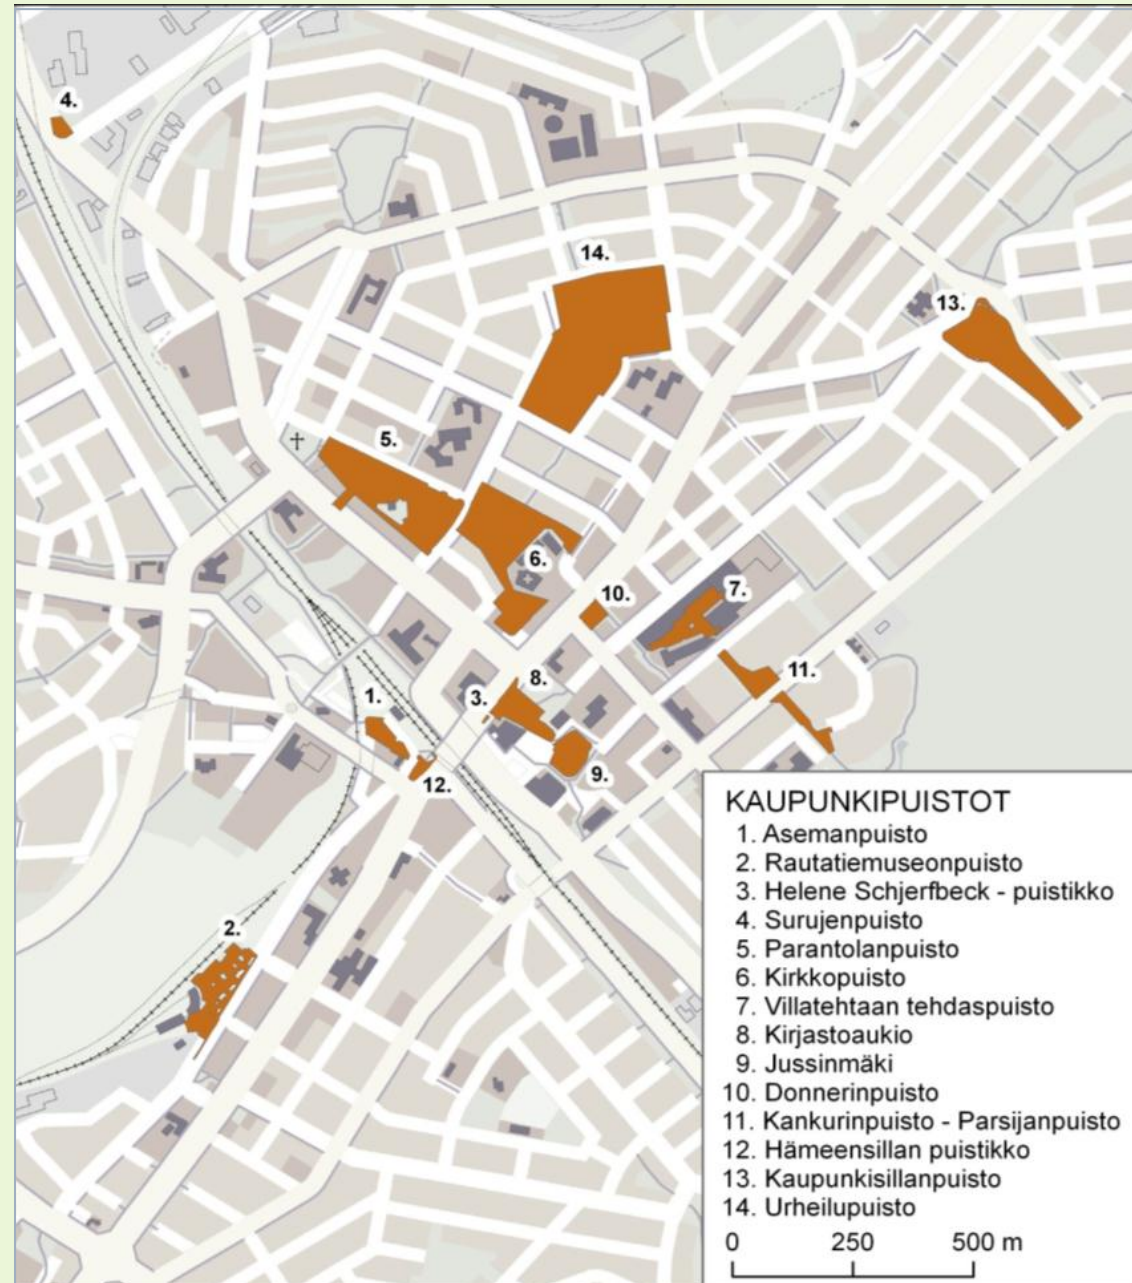 4.
14.
13.
5.
6.
10.
7.
11.
8.
3.
1.
9.
12.
2.
KAUPUNKIPUISTOT
1. Asemanpuisto
2. Rautatiemuseonpuisto
3. Helene Schjerfbeck - puistikko
4. Surujenpuisto
5. Parantolanpuisto
6. Kirkkopuisto
7. Villatehtaan tehdaspuisto
8. Kirjastoaukio
9. Jussinmäki
10. Donnerinpuisto
11. Kankurinpuisto - Parsijanpuisto
12. Hämeensillan puistikko
13. Kaupunkisillanpuisto
14. Urheilupuisto
0 250 500 m